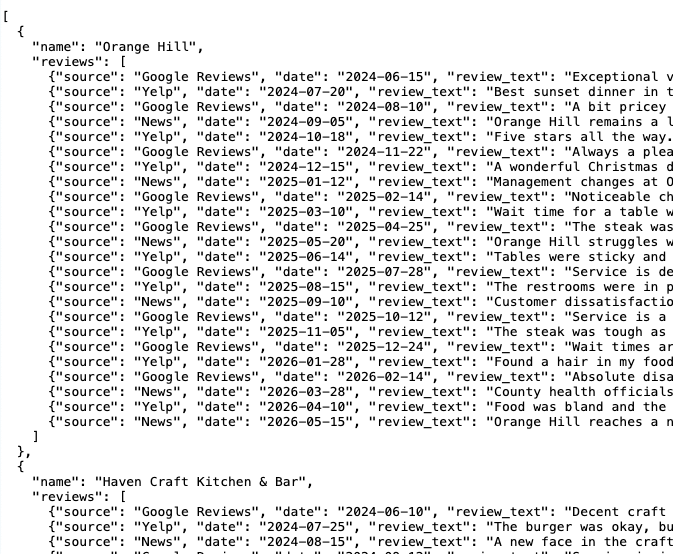 [
  {
    "name": "Orange Hill",
    "reviews": [
      {"source": "Google Reviews", "date": "2024-06-15", "review_text": "Exceptional v
      {"source": "Yelp", "date": "2024-07-20", "review_text": "Best sunset dinner in t
      {"source": "Google Reviews", "date": "2024-08-10", "review_text": "A bit pricey
      {"source": "News", "date": "2024-09-05", "review_text": "Orange Hill remains a l
      {"source": "Yelp", "date": "2024-10-18", "review_text": "Five stars all the way.
      {"source": "Google Reviews", "date": "2024-11-22", "review_text": "Always a plea
      {"source": "Yelp", "date": "2024-12-15", "review_text": "A wonderful Christmas d
      {"source": "News", "date": "2025-01-12", "review_text": "Management changes at O
      {"source": "Google Reviews", "date": "2025-02-14", "review_text": "Noticeable ch
      {"source": "Yelp", "date": "2025-03-10", "review_text": "Wait time for a table w
      {"source": "Google Reviews", "date": "2025-04-25", "review_text": "The steak was
      {"source": "News", "date": "2025-05-20", "review_text": "Orange Hill struggles w
      {"source": "Yelp", "date": "2025-06-14", "review_text": "Tables were sticky and
      {"source": "Google Reviews", "date": "2025-07-28", "review_text": "Service is de
      {"source": "Yelp", "date": "2025-08-15", "review_text": "The restrooms were in p
      {"source": "News", "date": "2025-09-10", "review_text": "Customer dissatisfactio
      {"source": "Google Reviews", "date": "2025-10-12", "review_text": "Service is a
      {"source": "Yelp", "date": "2025-11-05", "review_text": "The steak was tough as
      {"source": "Google Reviews", "date": "2025-12-24", "review_text": "Wait times ar
      {"source": "Yelp", "date": "2026-01-28", "review_text": "Found a hair in my food
      {"source": "Google Reviews", "date": "2026-02-14", "review_text": "Absolute disa
      {"source": "News", "date": "2026-03-28", "review_text": "County health officials
      {"source": "Yelp", "date": "2026-04-10", "review_text": "Food was bland and the
      {"source": "News", "date": "2026-05-15", "review_text": "Orange Hill reaches a n
    ]
  },
  {
    "name": "Haven Craft Kitchen & Bar",
    "reviews": [
      {"source": "Google Reviews", "date": "2024-06-10", "review_text": "Decent craft
      {"source": "Yelp", "date": "2024-07-25", "review_text": "The burger was okay, bu
      {"source": "News", "date": "2024-08-15", "review_text": "A new face in the craft